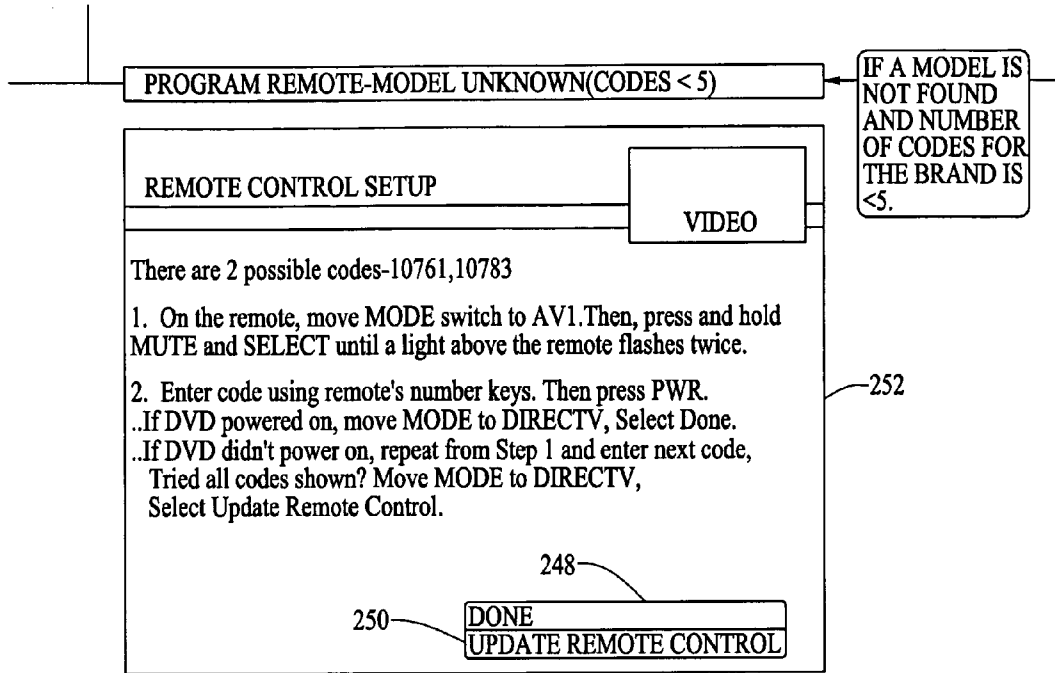 PROGRAM REMOTE-MODEL UNKNOWN(CODES < 5)
IF A MODEL IS
NOT FOUND
AND NUMBER
OF CODES FOR
THE BRAND IS
<5.
REMOTE CONTROL SETUP
VIDEO
There are 2 possible codes-10761,10783
1. On the remote, move MODE switch to AV1.Then, press and hold
MUTE and SELECT until a light above the remote flashes twice.
2. Enter code using remote's number keys. Then press PWR.
..If DVD powered on, move MODE to DIRECTV, Select Done.
..If DVD didn't power on, repeat from Step 1 and enter next code,
Tried all codes shown? Move MODE to DIRECTV,
Select Update Remote Control.
252
248
250
DONE
UPDATE REMOTE CONTROL